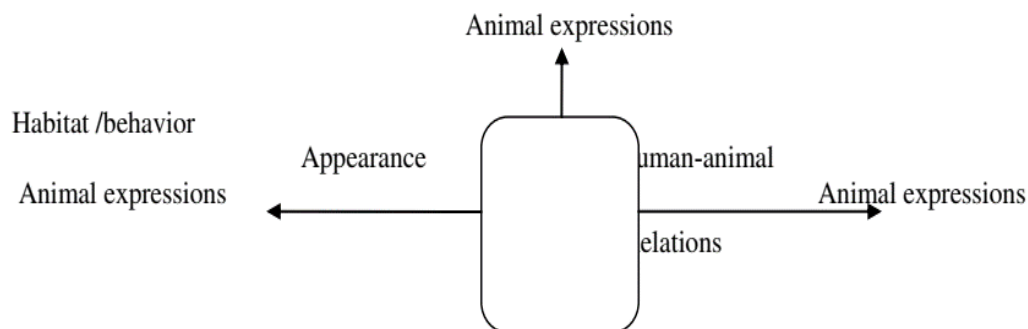 Animal expressions
Habitat /behavior
Appearance
uman-animal
Animal expressions
Animal expressions
elations